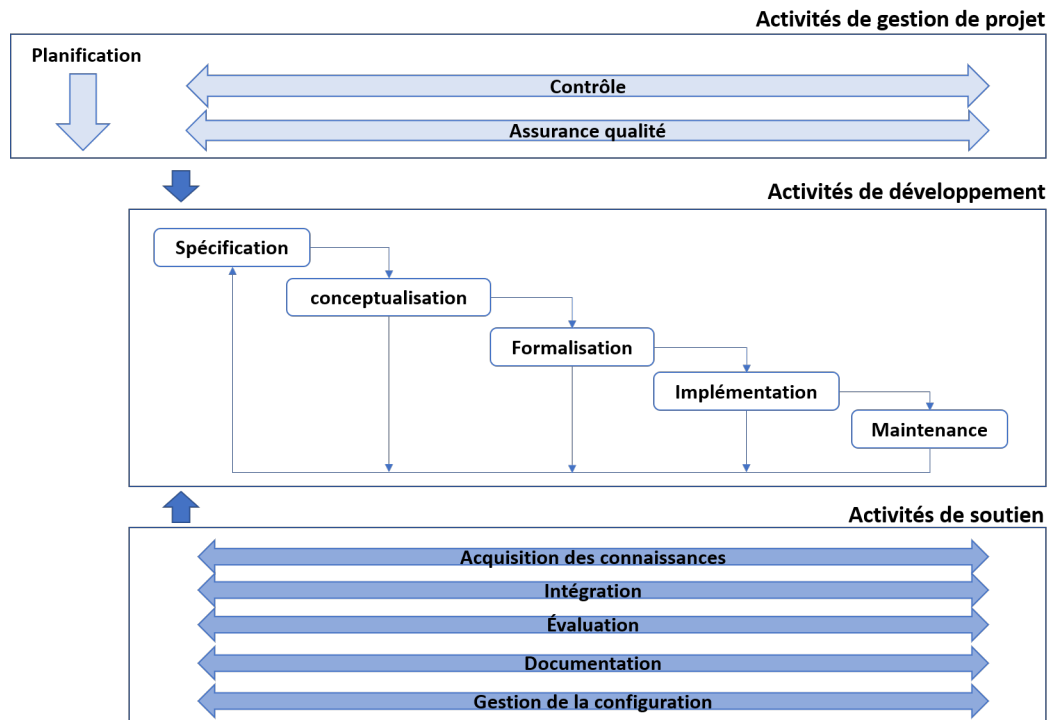 Activités de gestion de projet
Planification
Contrôle
Assurance qualité
Activités de développement
Spécification
conceptualisation
Formalisation
Implémentation
Maintenance
Activités de soutien
Acquisition des connaissances
Intégration
Évaluation
Documentation
Gestion de la configuration